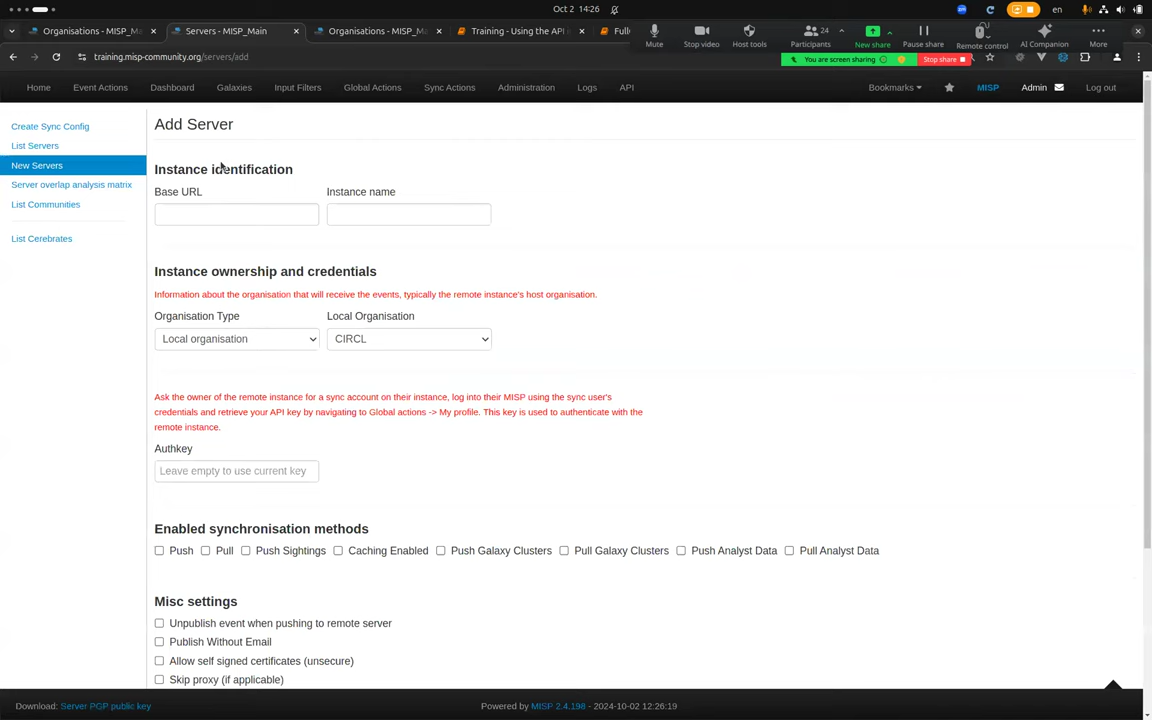 Oct 2 14:26
en
Organisations - MISP_Ma
Servers - MISP_Main
Organisations - MISP_Ma
Training - Using the API
Full
Mute
Stop video
Host tools
Participants
24
New share
Pause share
Remote control
AI Companion
More
training.misp-community.org/servers/add
You are screen sharing
Stop share
Home
Event Actions
Dashboard
Galaxies
Input Filters
Global Actions
Sync Actions
Administration
Logs
API
Bookmarks
MISP
Admin
Log out
Create Sync Config
List Servers
New Servers
Server overlap analysis matrix
List Communities
List Cerebrates
Add Server
Instance identification
Base URL
Instance name
Instance ownership and credentials
Information about the organisation that will receive the events, typically the remote instance's host organisation.
Organisation Type
Local Organisation
Local organisation
CIRCL
Ask the owner of the remote instance for a sync account on their instance, log into their MISP using the sync user's
credentials and retrieve your API key by navigating to Global actions -> My profile. This key is used to authenticate with the
remote instance.
Authkey
Leave empty to use current key
Enabled synchronisation methods
Push Pull Push Sightings Caching Enabled Push Galaxy Clusters Pull Galaxy Clusters Push Analyst Data Pull Analyst Data
Misc settings
Unpublish event when pushing to remote server
Publish Without Email
Allow self signed certificates (unsecure)
Skip proxy (if applicable)
Download: Server PGP public key
Powered by MISP 2.4.198 - 2024-10-02 12:26:19